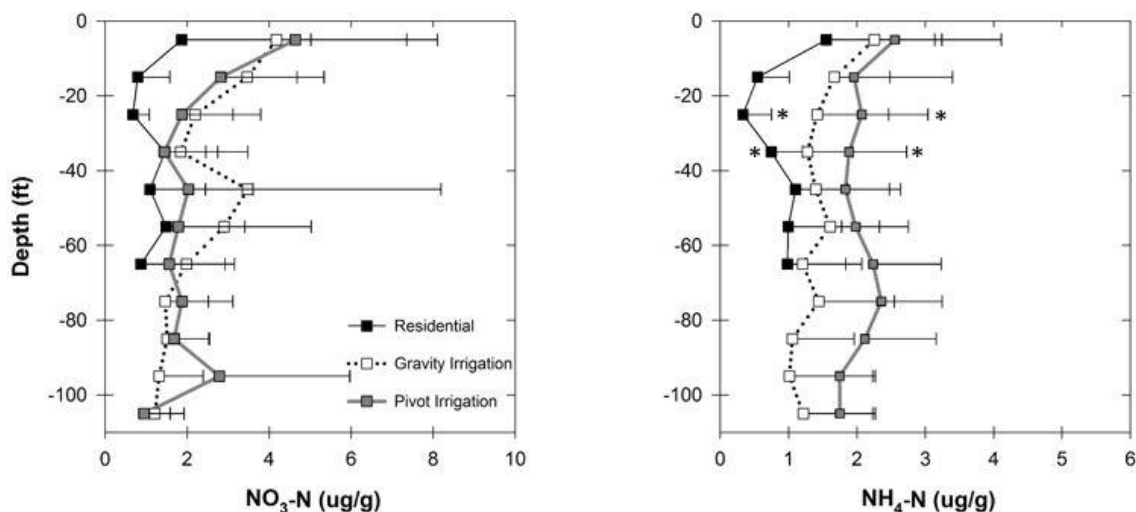 0
-20
-40
-60
-80
-100
Depth (ft)
Residential
Gravity Irrigation
Pivot Irrigation
0 2 4 6 8 10
NO₃-N (ug/g)
0
-20
-40
-60
-80
-100
* *
* *
0 1 2 3 4 5 6
NH₄-N (ug/g)